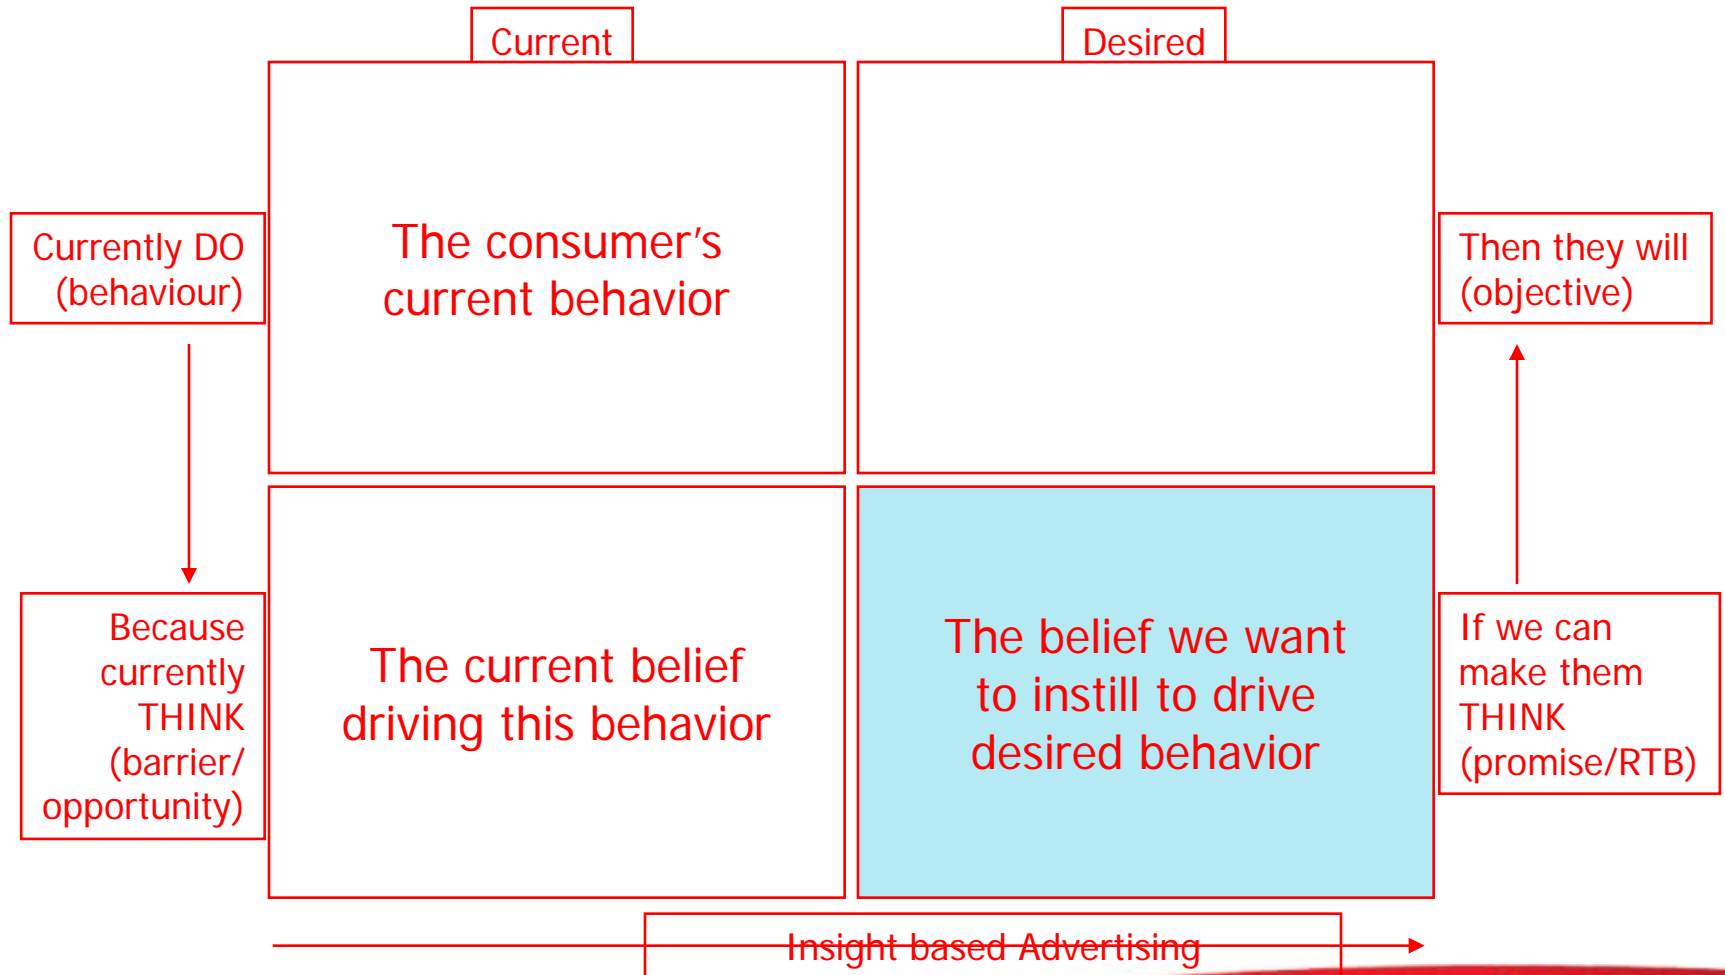 Current
Desired
Currently DO
(behaviour)
The consumer's
current behavior
Then they will
(objective)
Because
currently
THINK
(barrier/
opportunity)
The current belief
driving this behavior
The belief we want
to instill to drive
desired behavior
If we can
make them
THINK
(promise/RTB)
Insight based Advertising